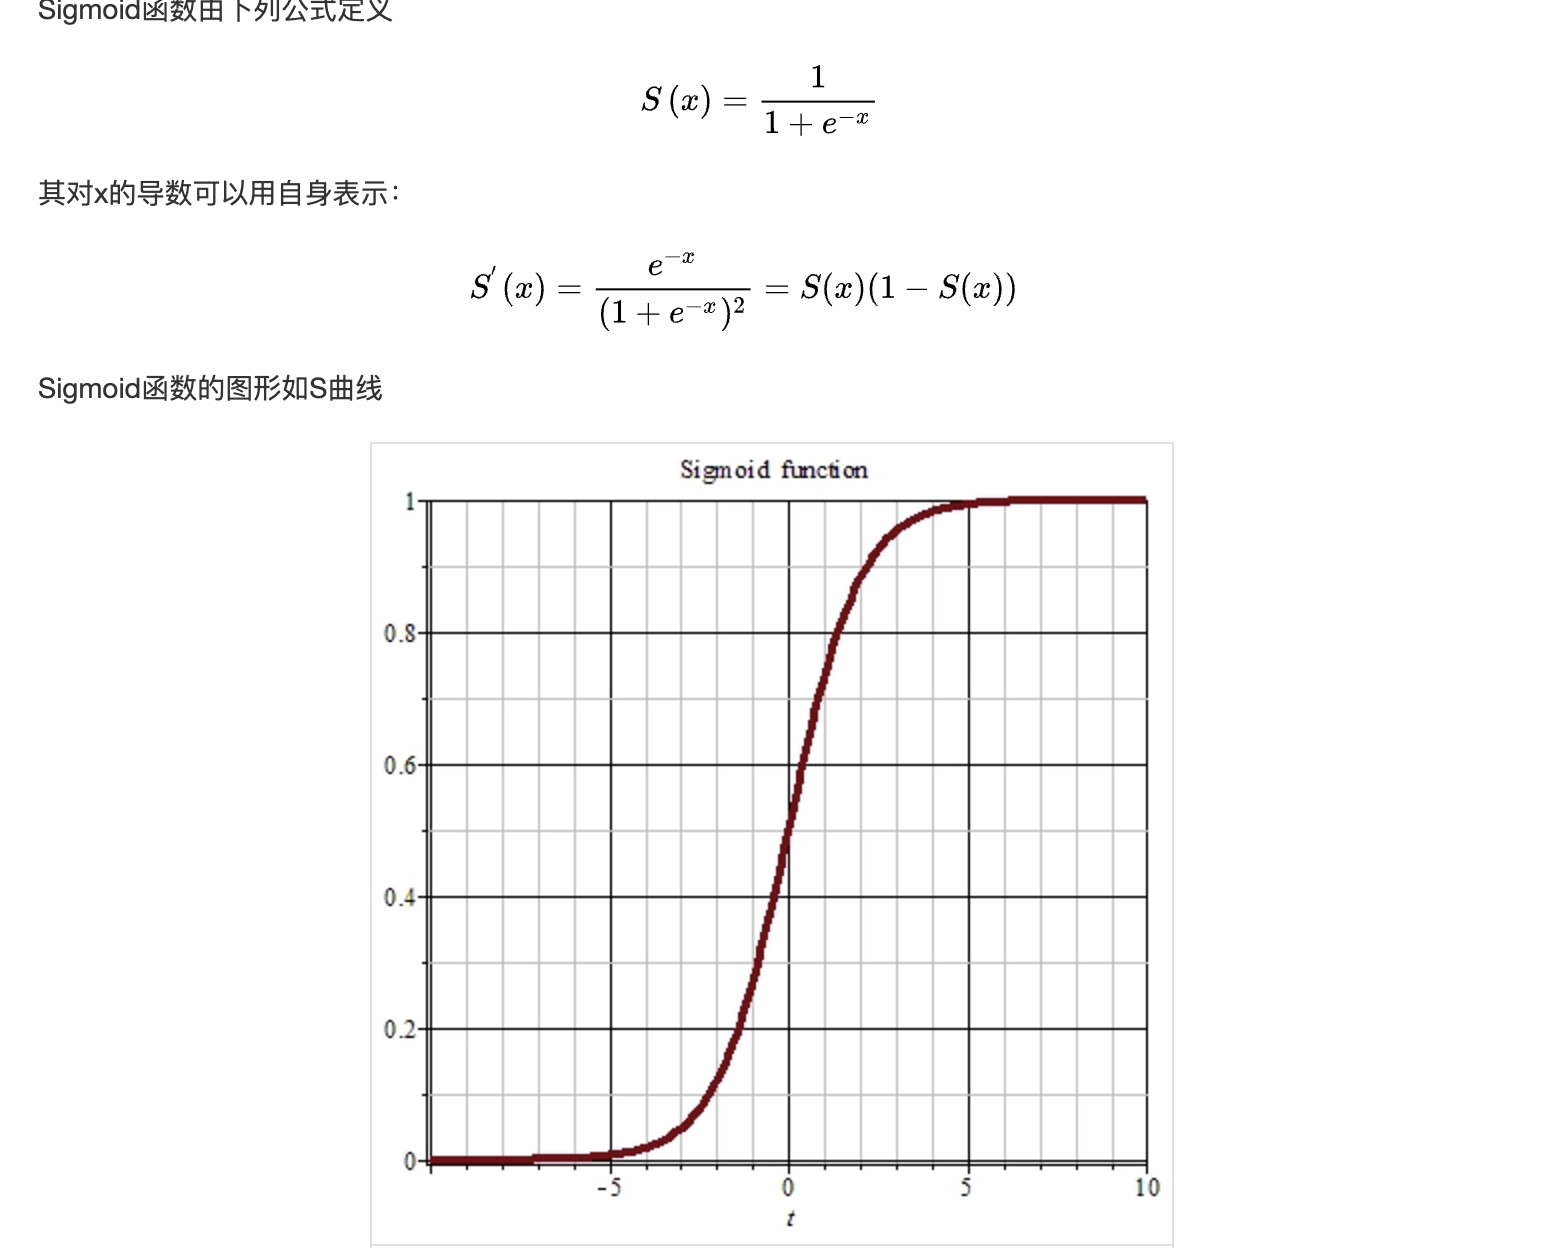 Sigmoid函数由下列公式定义
S (x) = \frac{1}{1 + e^{-x}}
其对x的导数可以用自身表示：
S' (x) = \frac{e^{-x}}{(1 + e^{-x})^2} = S(x)(1 − S(x))
Sigmoid函数的图形如S曲线
Sigmoid function
1
0.8
0.6
0.4
0.2
0
-5 0 5 10
t